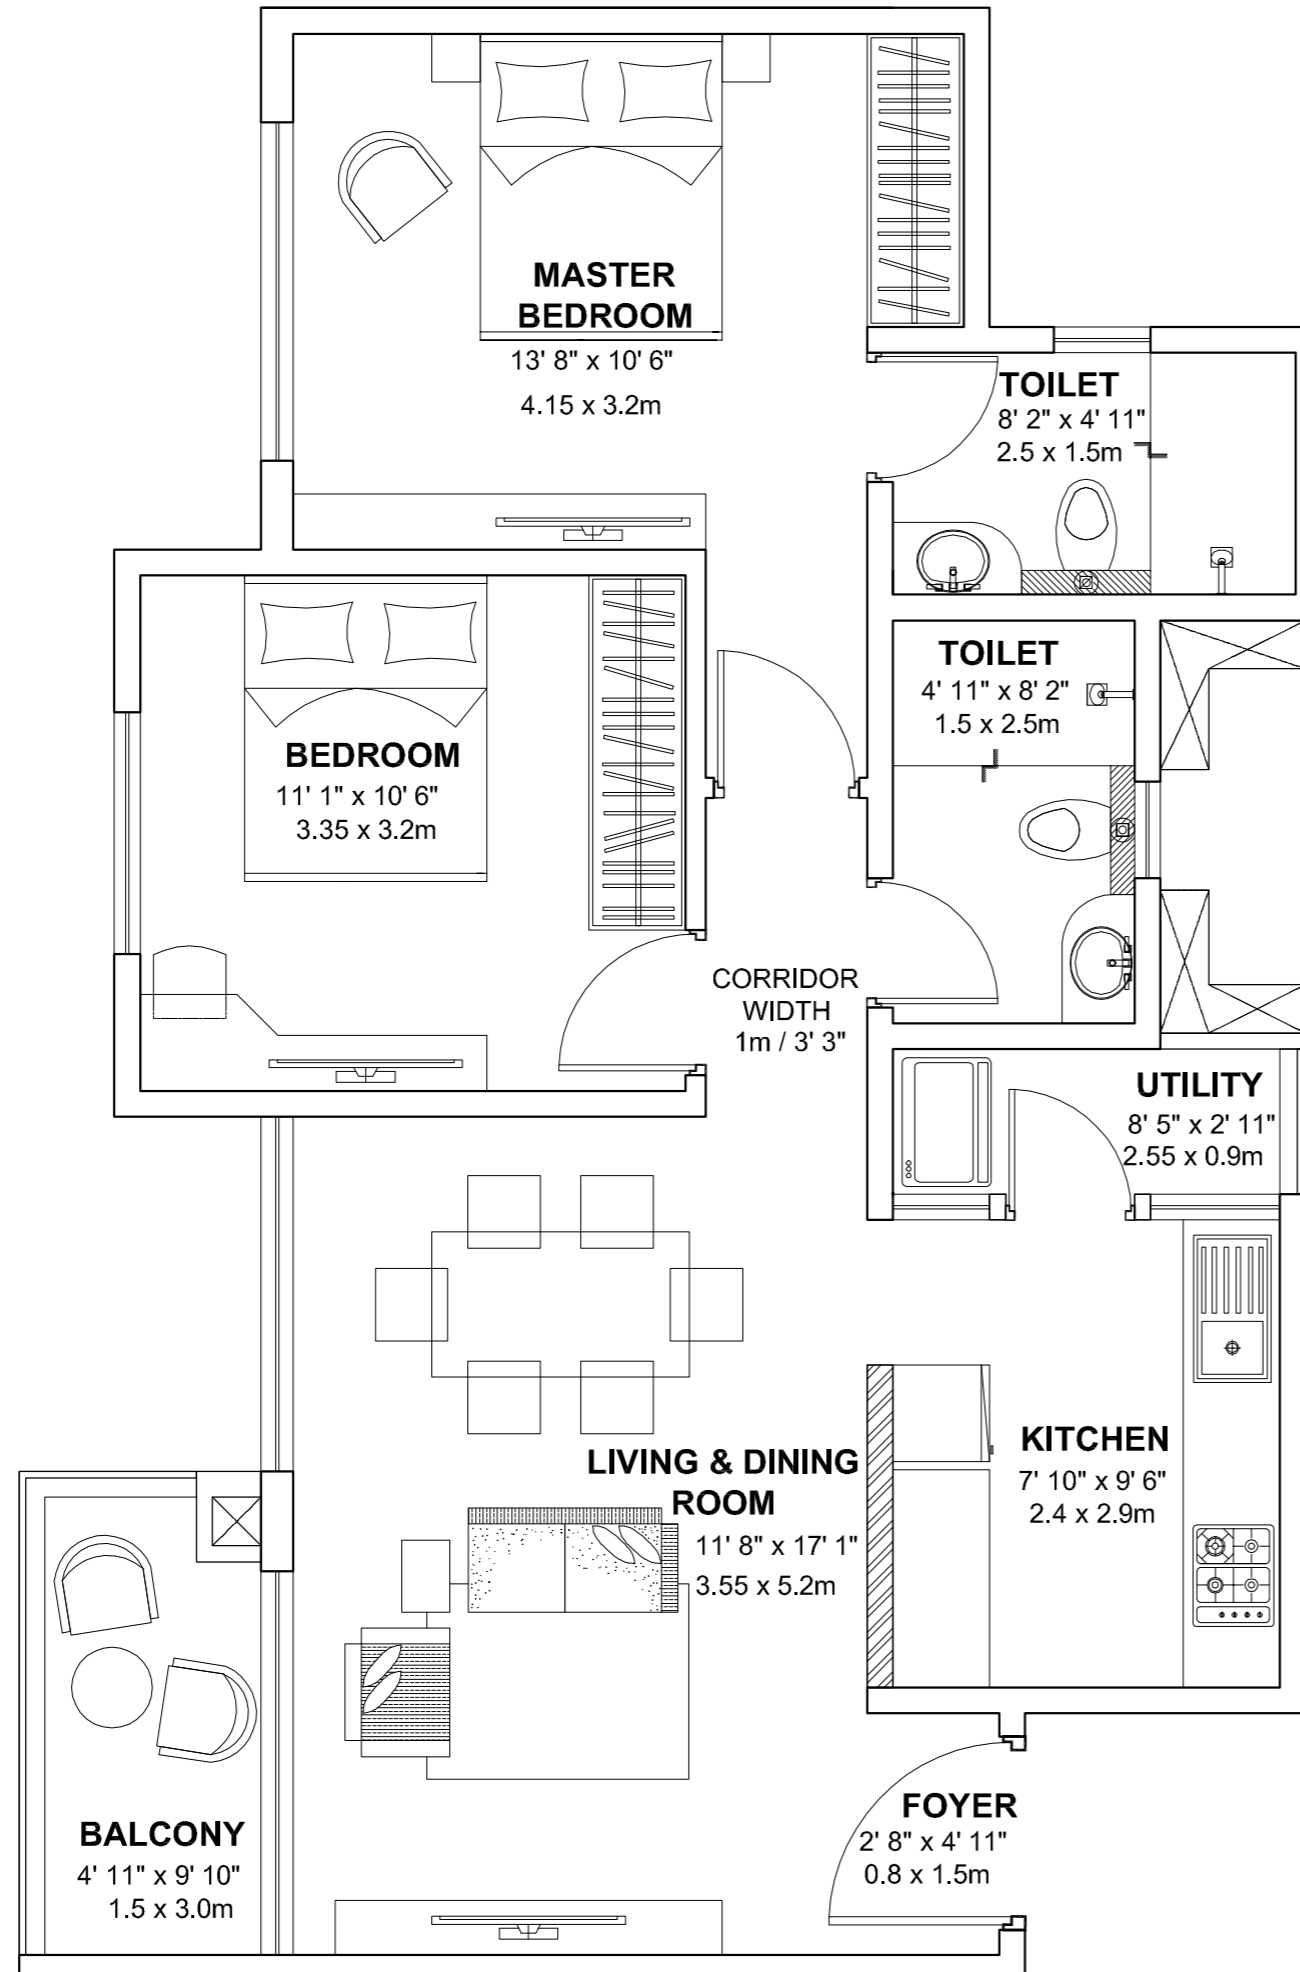 MASTER
BEDROOM
13' 8" x 10' 6"
4.15 x 3.2m
TOILET
8' 2" x 4' 11"
2.5 x 1.5m
TOILET
4' 11" x 8' 2"
1.5 x 2.5m
BEDROOM
11' 1" x 10' 6"
3.35 x 3.2m
CORRIDOR
WIDTH
1m / 3' 3"
UTILITY
8' 5" x 2' 11"
2.55 x 0.9m
KITCHEN
7' 10" x 9' 6"
2.4 x 2.9m
LIVING & DINING
ROOM
11' 8" x 17' 1"
3.55 x 5.2m
FOYER
2' 8" x 4' 11"
0.8 x 1.5m
BALCONY
4' 11" x 9' 10"
1.5 x 3.0m